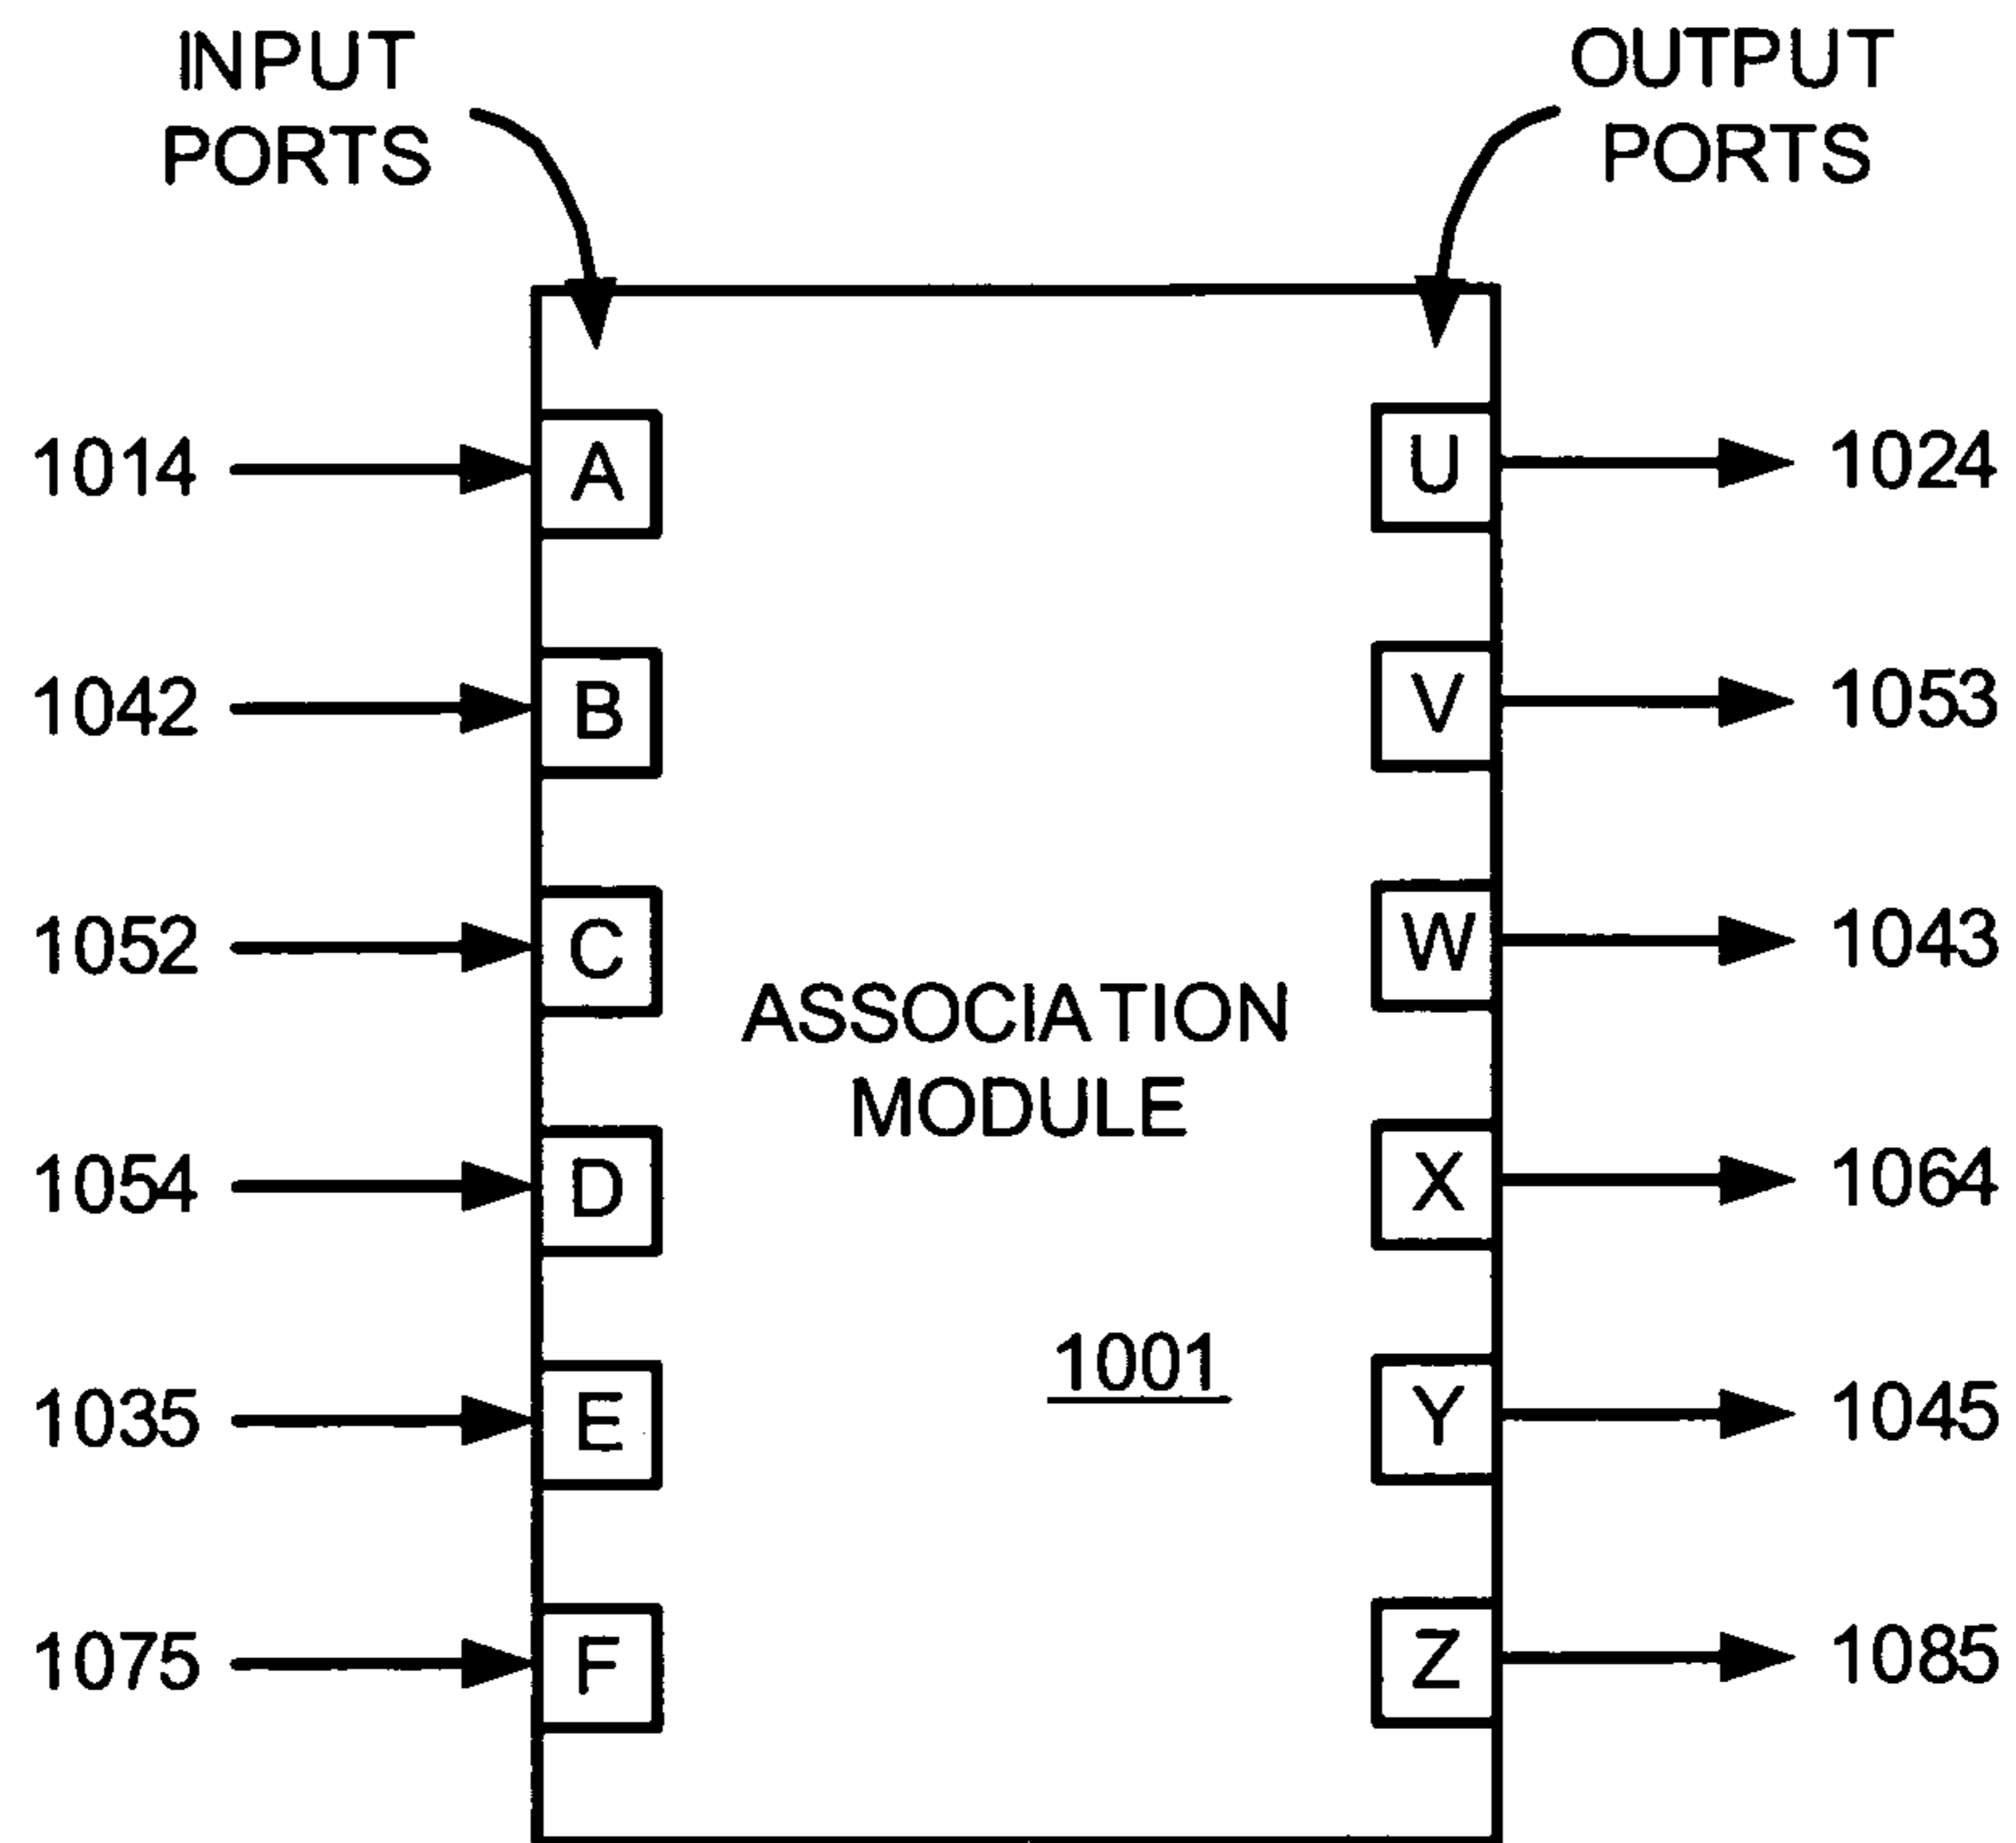 INPUT
PORTS
OUTPUT
PORTS
1014
A
U
1024
1042
B
V
1053
1052
C
W
1043
ASSOCIATION
MODULE
1054
D
X
1064
1001
1035
E
Y
1045
1075
F
Z
1085